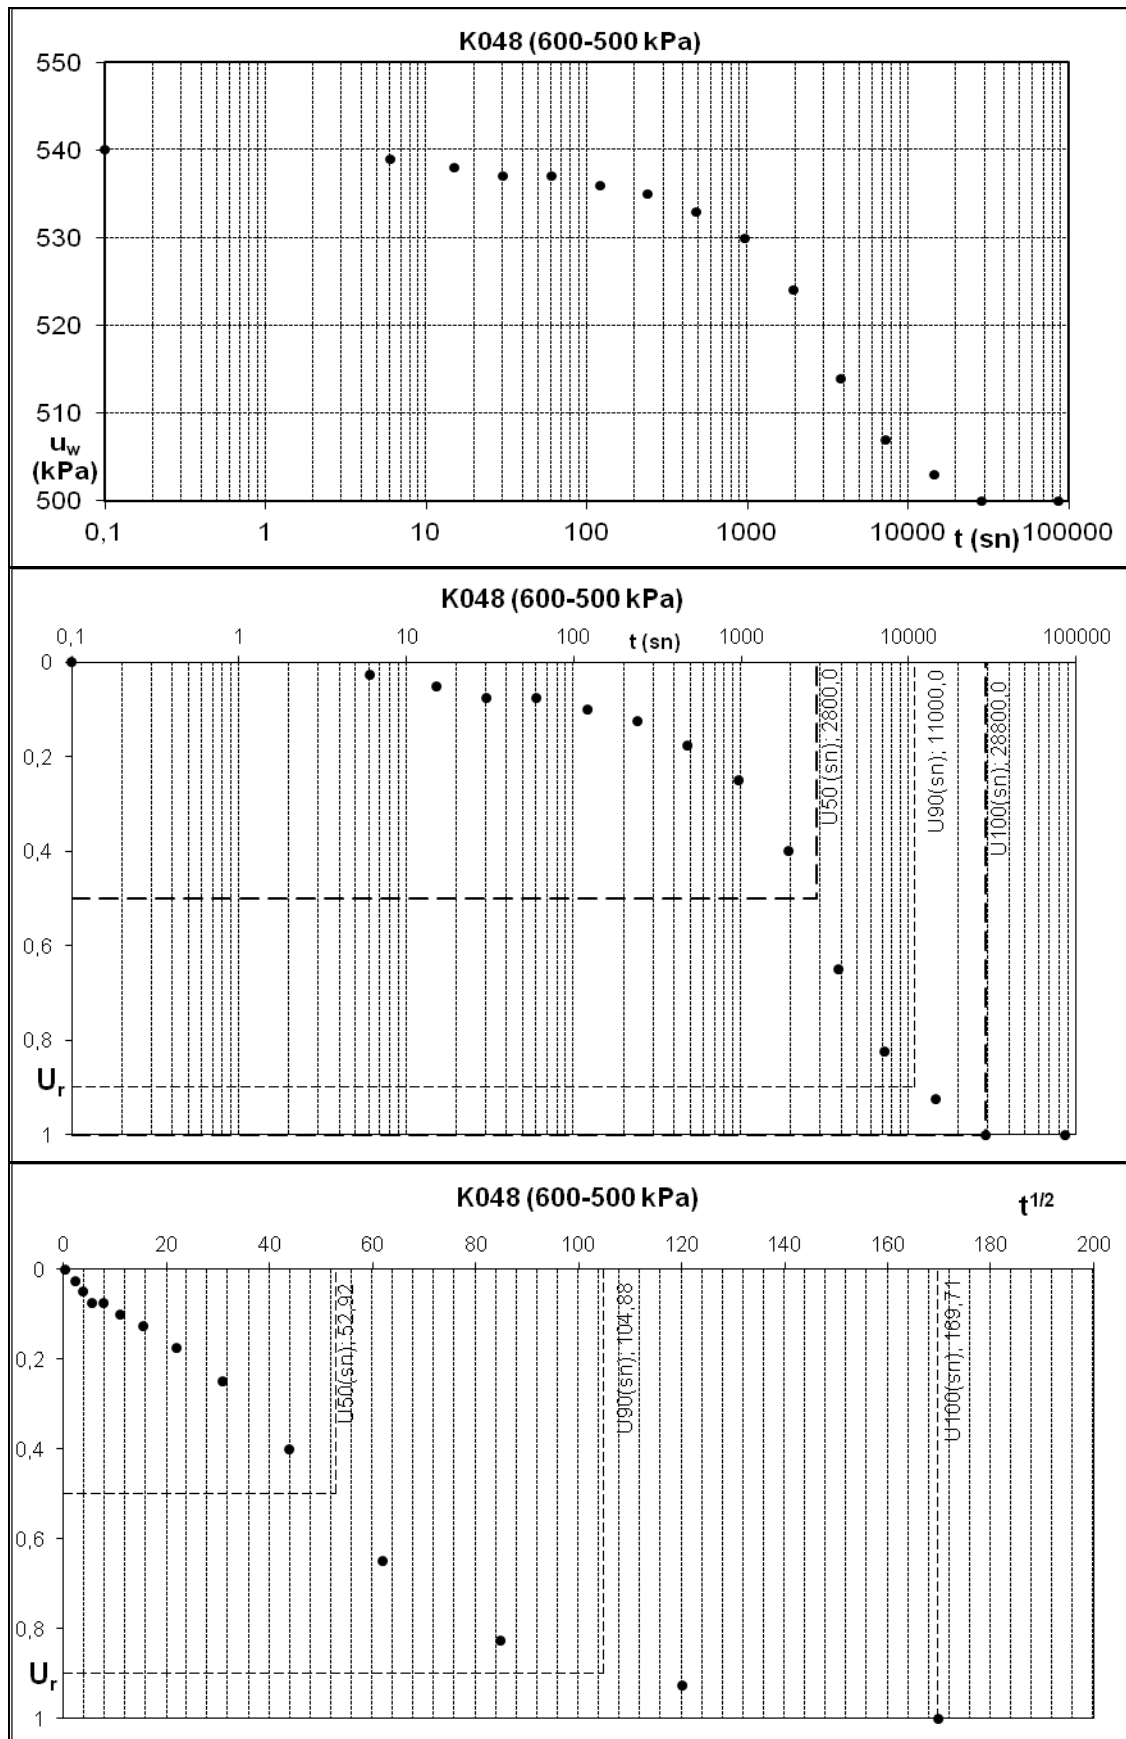 K048 (600-500 kPa)
550
540
530
520
510
uw
(kPa)
500
0,1 1 10 100 1000 10000 t (sn) 100000
K048 (600-500 kPa)
0,1 1 10 100 t (sn) 1000 10000 100000
0
0,2
0,4
0,6
0,8
Ur
1
U50 (sn); 2800,0
U90(sn); 11000,0
U100(sn); 28800,0
K048 (600-500 kPa)
t1/2
0 20 40 60 80 100 120 140 160 180 200
0
0,2
0,4
0,6
0,8
Ur
1
U50(sn); 52,92
U90(sn); 104,88
U100(sn); 169,71